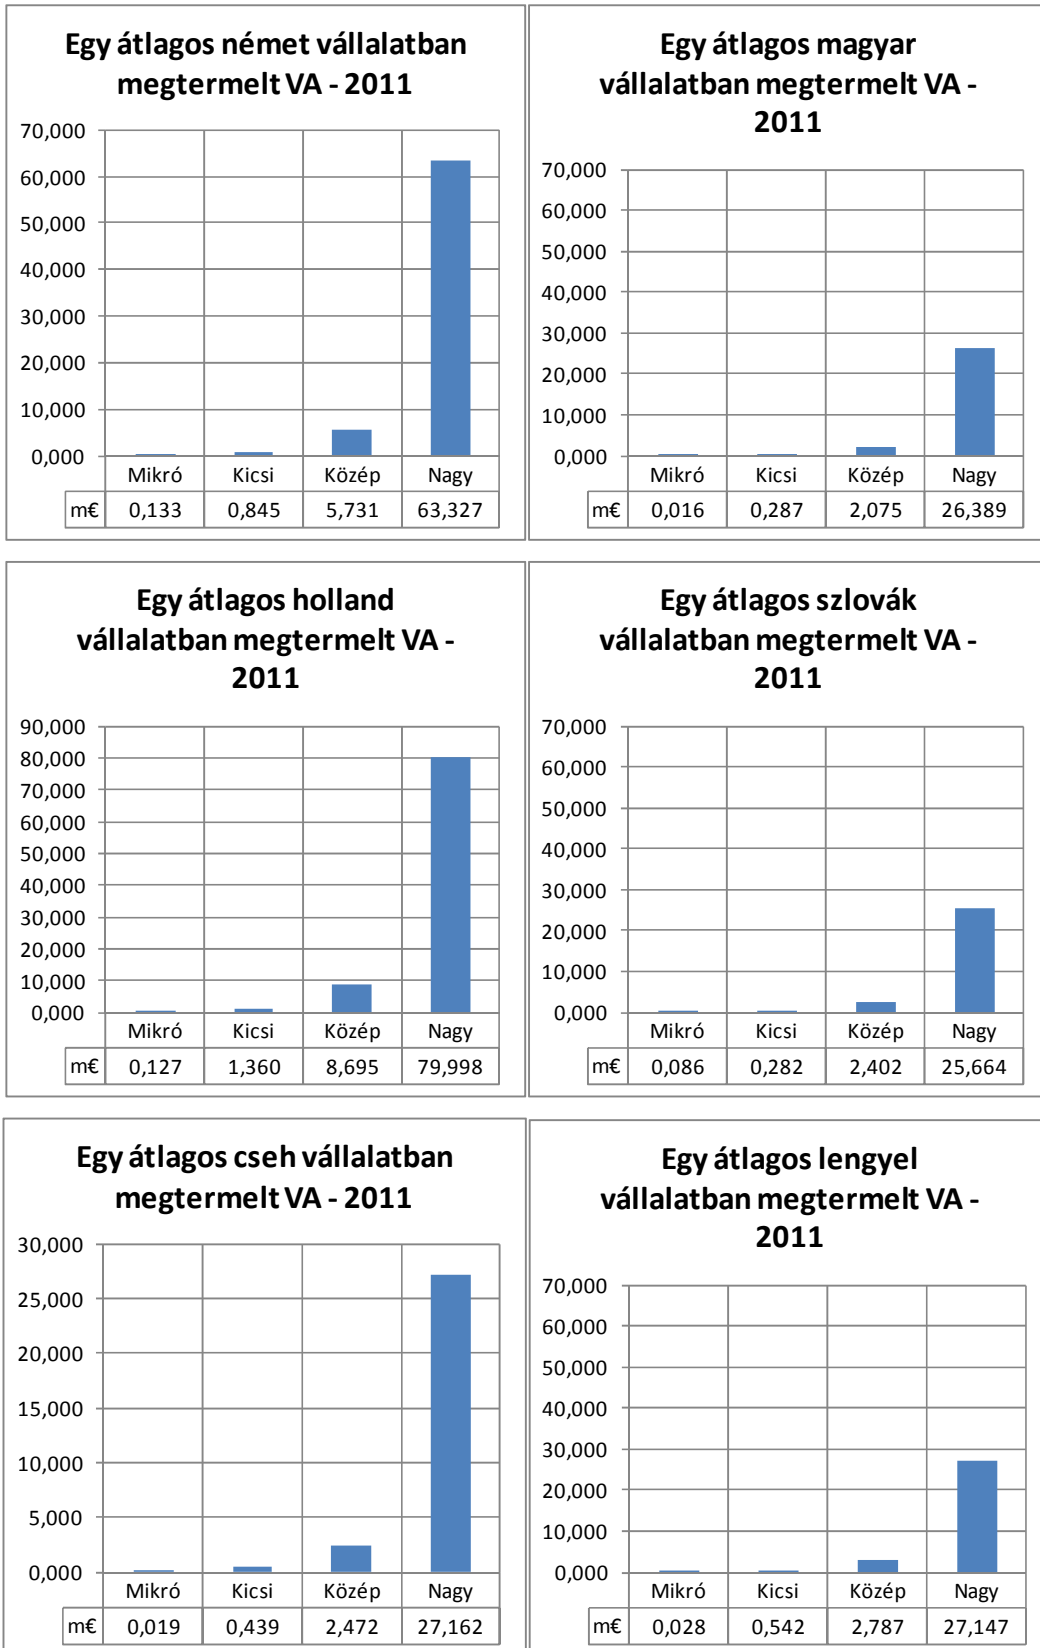 Egy átlagos német vállalatban
megtermelt VA - 2011
70,000
60,000
50,000
40,000
30,000
20,000
10,000
0,000
Mikró Kicsi Közép Nagy
m€ 0,133 0,845 5,731 63,327
Egy átlagos magyar
vállalatban megtermelt VA -
2011
70,000
60,000
50,000
40,000
30,000
20,000
10,000
0,000
Mikró Kicsi Közép Nagy
m€ 0,016 0,287 2,075 26,389
Egy átlagos holland
vállalatban megtermelt VA -
2011
90,000
80,000
70,000
60,000
50,000
40,000
30,000
20,000
10,000
0,000
Mikró Kicsi Közép Nagy
m€ 0,127 1,360 8,695 79,998
Egy átlagos szlovák
vállalatban megtermelt VA -
2011
70,000
60,000
50,000
40,000
30,000
20,000
10,000
0,000
Mikró Kicsi Közép Nagy
m€ 0,086 0,282 2,402 25,664
Egy átlagos cseh vállalatban
megtermelt VA - 2011
30,000
25,000
20,000
15,000
10,000
5,000
0,000
Mikró Kicsi Közép Nagy
m€ 0,019 0,439 2,472 27,162
Egy átlagos lengyel
vállalatban megtermelt VA -
2011
70,000
60,000
50,000
40,000
30,000
20,000
10,000
0,000
Mikró Kicsi Közép Nagy
m€ 0,028 0,542 2,787 27,147